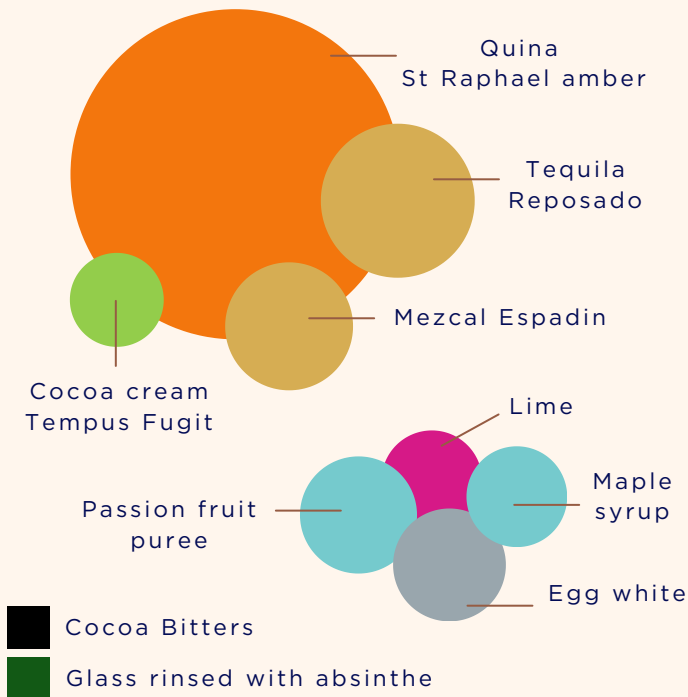 Quina
St Raphael amber
Tequila
Reposado
Mezcal Espadin
Cocoa cream
Tempus Fugit
Lime
Maple
syrup
Passion fruit
puree
Egg white
Cocoa Bitters
Glass rinsed with absinthe